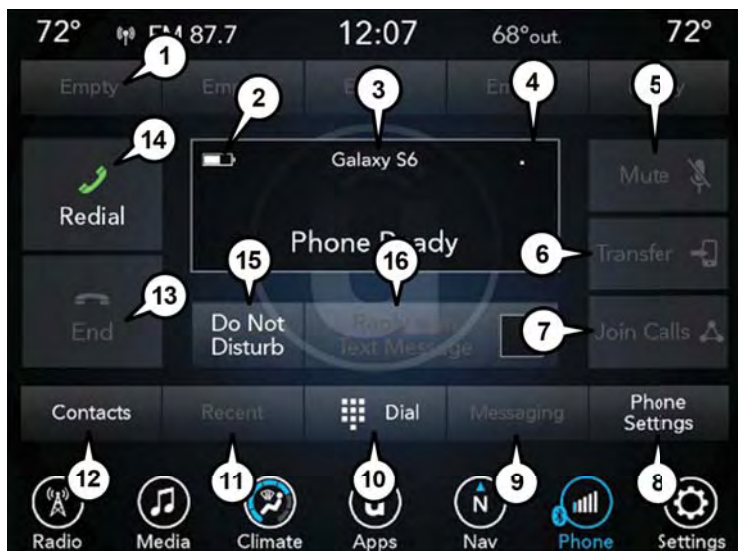 72° FM 87.7 12:07 68°out. 72°
1
Empty
2
3
4
5
14
Galaxy S6
Mute
Redial
Phone Ready
6
Transfer
15
16
13
End
Do Not
Disturb
Text Message
7
Join Calls
Contacts Recent Dial Messaging Phone
Settings
12
11
10
9
8
N
Radio Media Climate Apps Nav Phone Settings